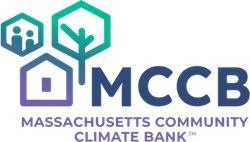 MCCB
MASSACHUSETTS COMMUNITY
CLIMATE BANK™